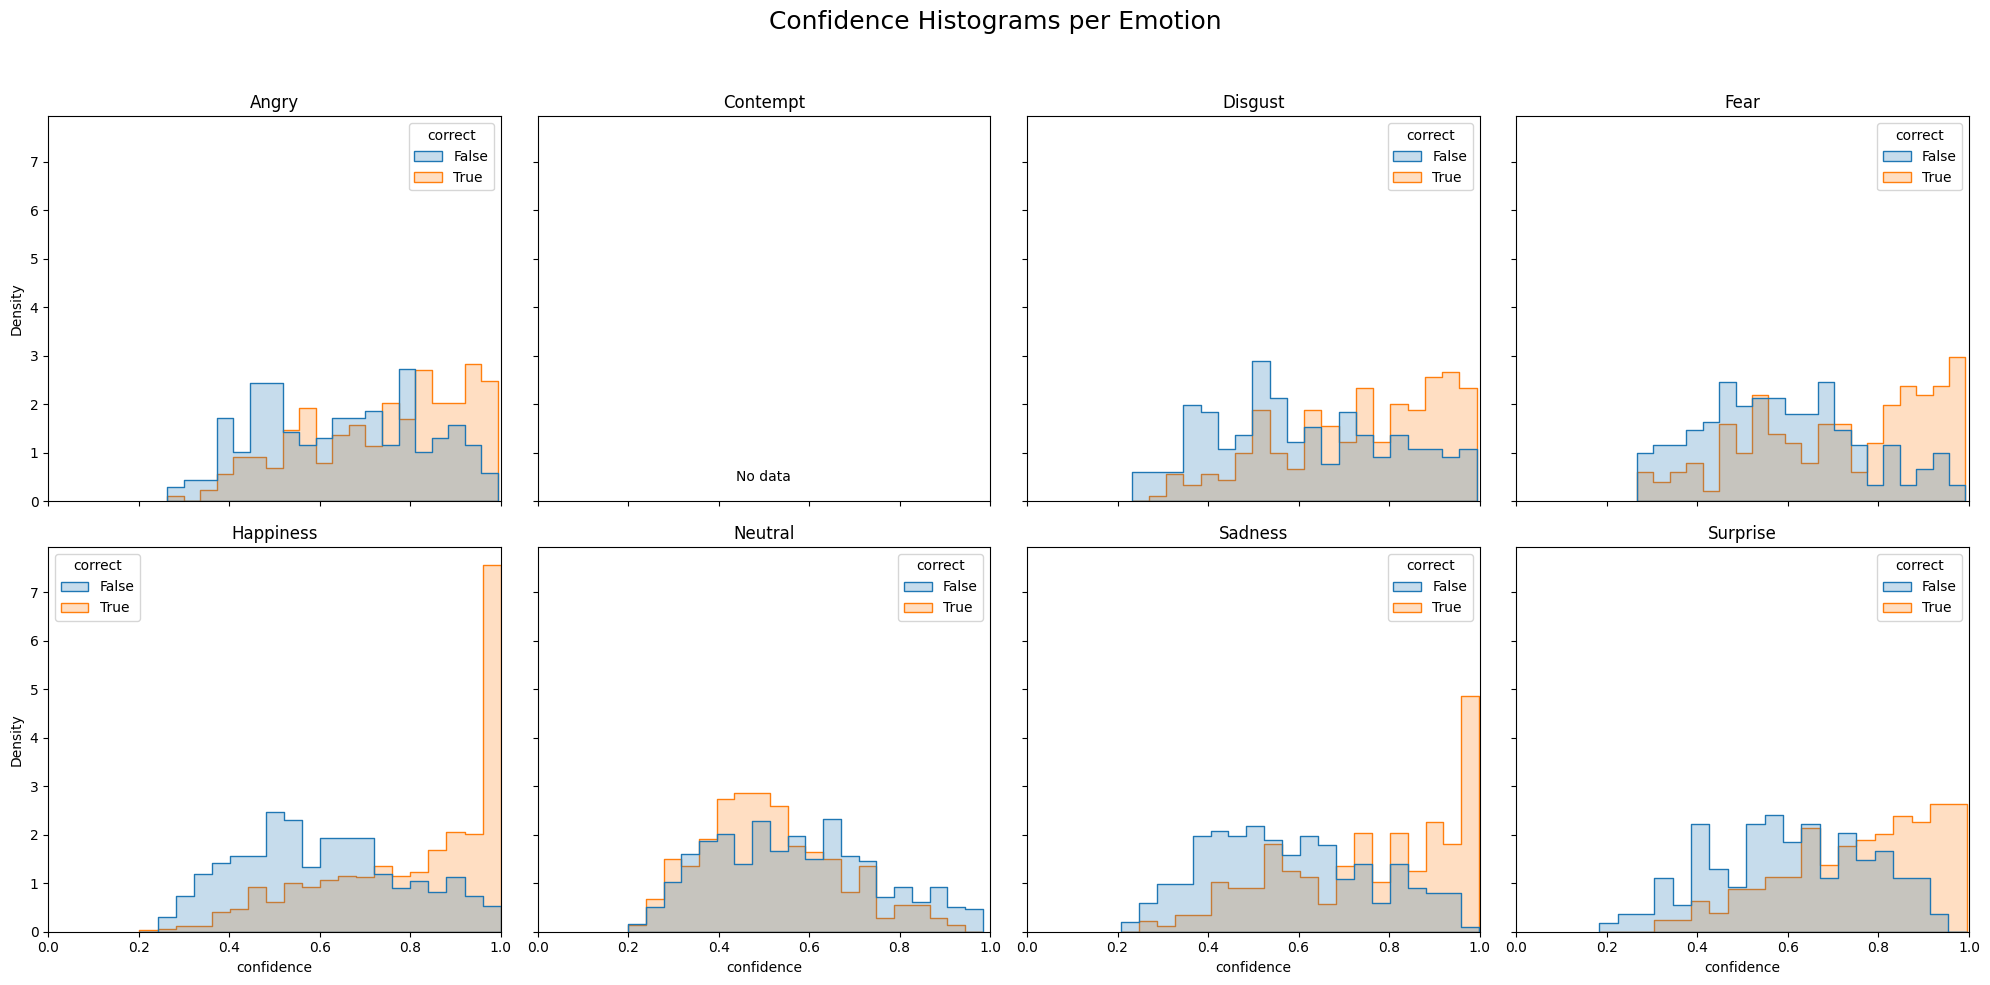 Confidence Histograms per Emotion
Angry
Contempt
Disgust
Fear
correct
False
True
correct
False
True
correct
False
True
7
6
5
4
3
2
1
0
Density
No data
Happiness
Neutral
Sadness
Surprise
correct
False
True
correct
False
True
correct
False
True
correct
False
True
7
6
5
4
3
2
1
0
Density
0.0 0.2 0.4 0.6 0.8 1.0
0.0 0.2 0.4 0.6 0.8 1.0
0.0 0.2 0.4 0.6 0.8 1.0
0.0 0.2 0.4 0.6 0.8 1.0
confidence
confidence
confidence
confidence